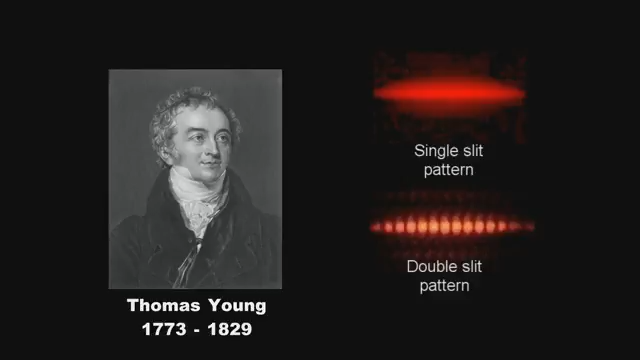 Thomas Young
1773 - 1829
Single slit
pattern
Double slit
pattern